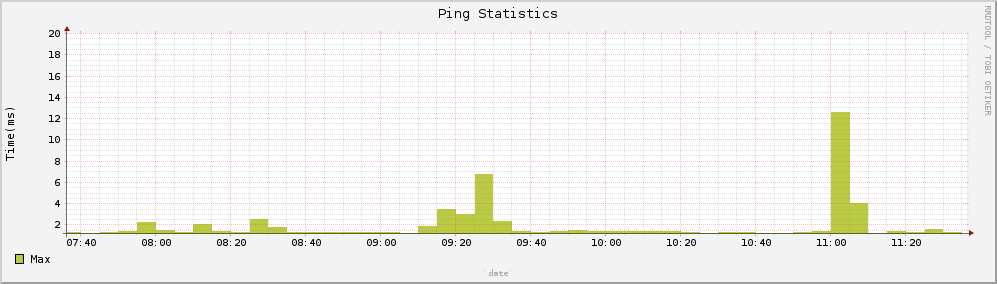 Ping Statistics
RRDTOOL / TOBI OETIKER
Time(ms)
20
18
16
14
12
10
8
6
4
2
07:40 08:00 08:20 08:40 09:00 09:20 09:40 10:00 10:20 10:40 11:00 11:20
Max
`date`